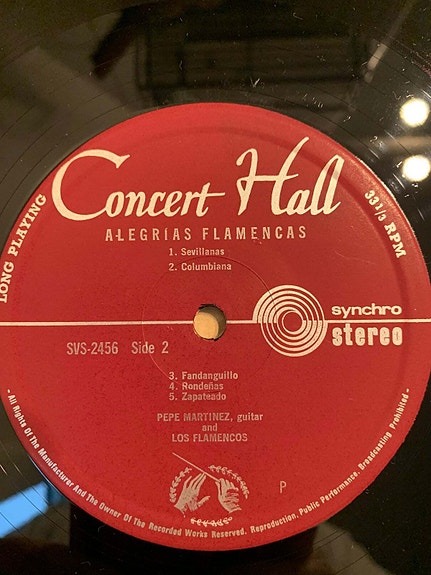 Concert Hall
LONG PLAYING
33 1/3 RPM
ALEGRIAS FLAMENCAS
1. Sevillanas
2. Columbiana
synchro
stereo
SVS-2456 Side 2
3. Fandanguillo
4. Rondeñas
5. Zapateado
PEPE MARTINEZ, guitar
and
LOS FLAMENCOS
P
- All Rights Of The Manufacturer And The Owner Of The Recorded Works Reserved. Reproduction. Public Performance. Broadcasting Prohibited -